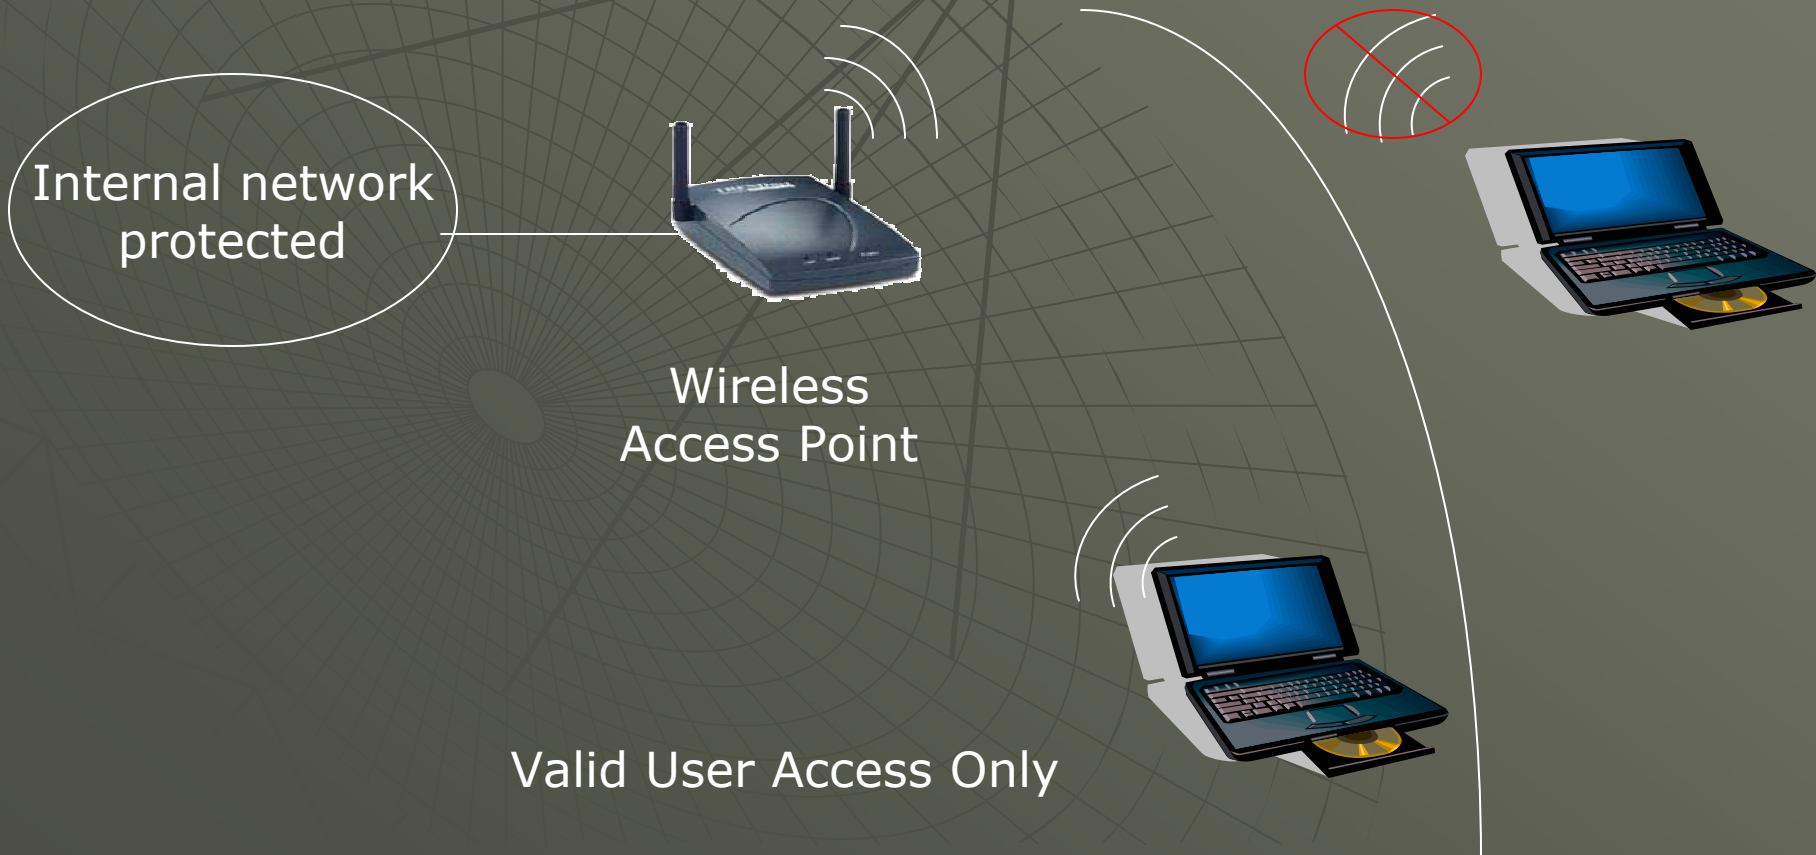 Internal network
protected
Wireless
Access Point
Valid User Access Only